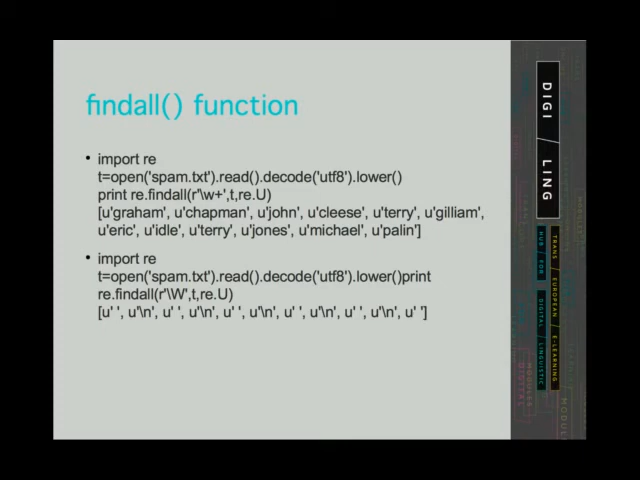 findall() function
• import re
t=open('spam.txt').read().decode('utf8').lower()
print re.findall(r'\w+',t,re.U)
[u'graham', u'chapman', u'john', u'cleese', u'terry', u'gilliam',
u'eric', u'idle', u'terry', u'jones', u'michael', u'palin']
• import re
t=open('spam.txt').read().decode('utf8').lower()print
re.findall(r'\W',t,re.U)
[u' ', u'\n', u' ', u'\n', u' ', u'\n', u' ', u'\n', u' ', u'\n', u' ']
DIGI / LING
TRANS / EUROPEAN / E-LEARNING
HUB / FOR
DIGITAL / LINGUISTIC